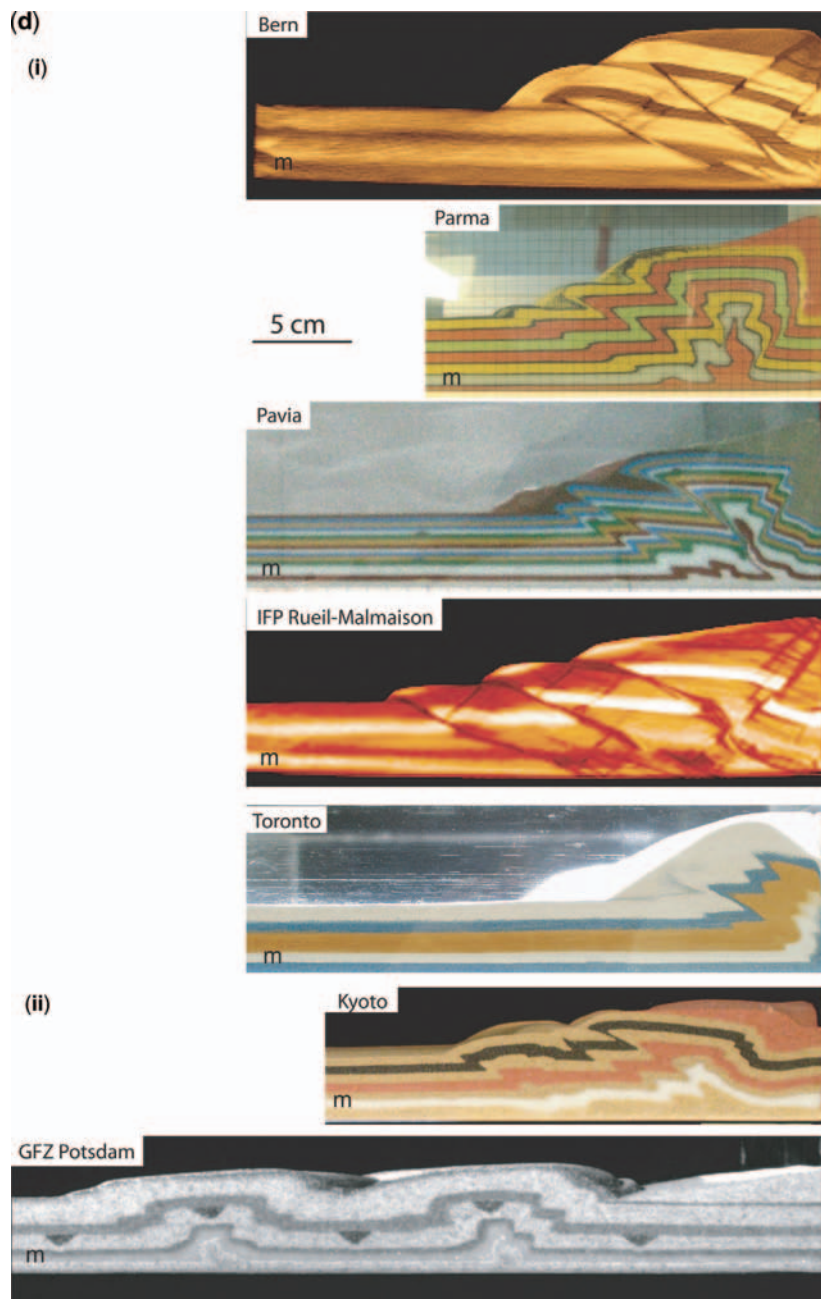 (d)
Bern
(i)
m
Parma
5 cm
m
Pavia
m
IFP Rueil-Malmaison
m
Toronto
m
(ii)
Kyoto
m
GFZ Potsdam
m